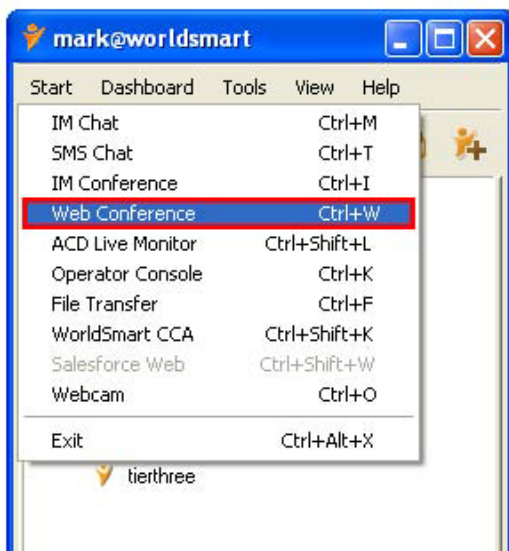 mark@worldsmart
Start Dashboard Tools View Help
IM Chat Ctrl+M
SMS Chat Ctrl+T
IM Conference Ctrl+I
Web Conference Ctrl+W
ACD Live Monitor Ctrl+Shift+L
Operator Console Ctrl+K
File Transfer Ctrl+F
WorldSmart CCA Ctrl+Shift+K
Salesforce Web Ctrl+Shift+W
Webcam Ctrl+O
Exit Ctrl+Alt+X
tierthree